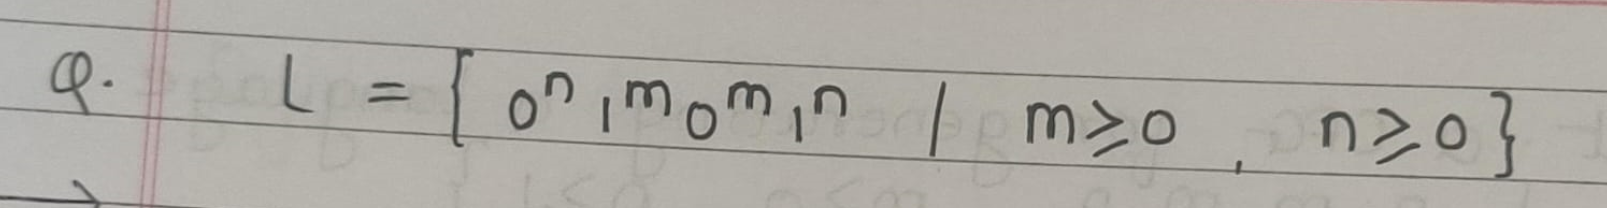 Q. L = { 0ⁿ 1ᵐ 0ᵐ 1ⁿ | m ≥ 0, n ≥ 0 }
→